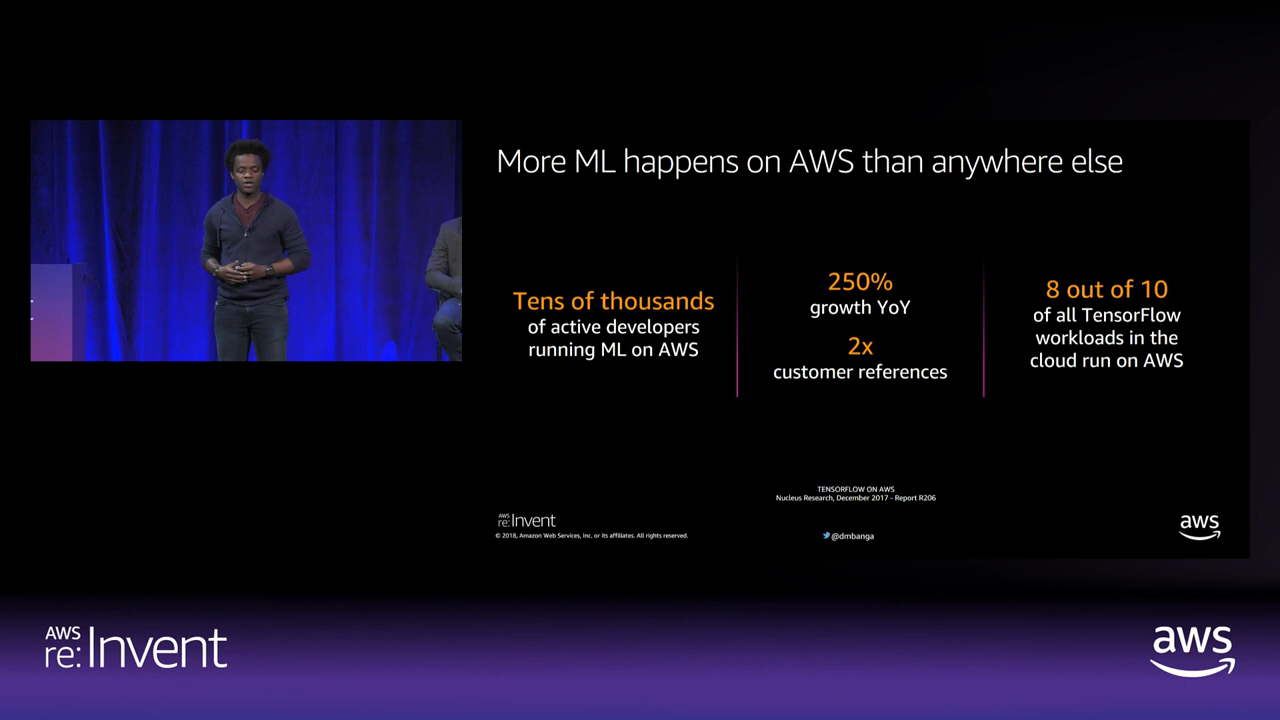 More ML happens on AWS than anywhere else
Tens of thousands
of active developers
running ML on AWS
250%
growth YoY
2x
customer references
8 out of 10
of all TensorFlow
workloads in the
cloud run on AWS
TENSORFLOW ON AWS
Nucleus Research, December 2017 - Report R206
AWS
re:Invent
© 2018, Amazon Web Services, Inc. or its affiliates. All rights reserved.
@dmbanga
aws
AWS
re:Invent
aws